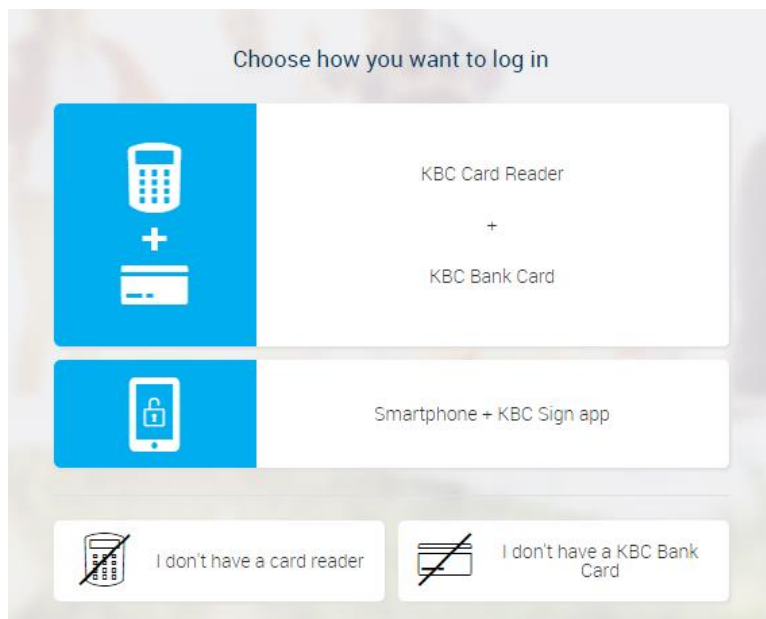 Choose how you want to log in
KBC Card Reader
+
KBC Bank Card
Smartphone + KBC Sign app
I don't have a card reader
I don't have a KBC Bank
Card